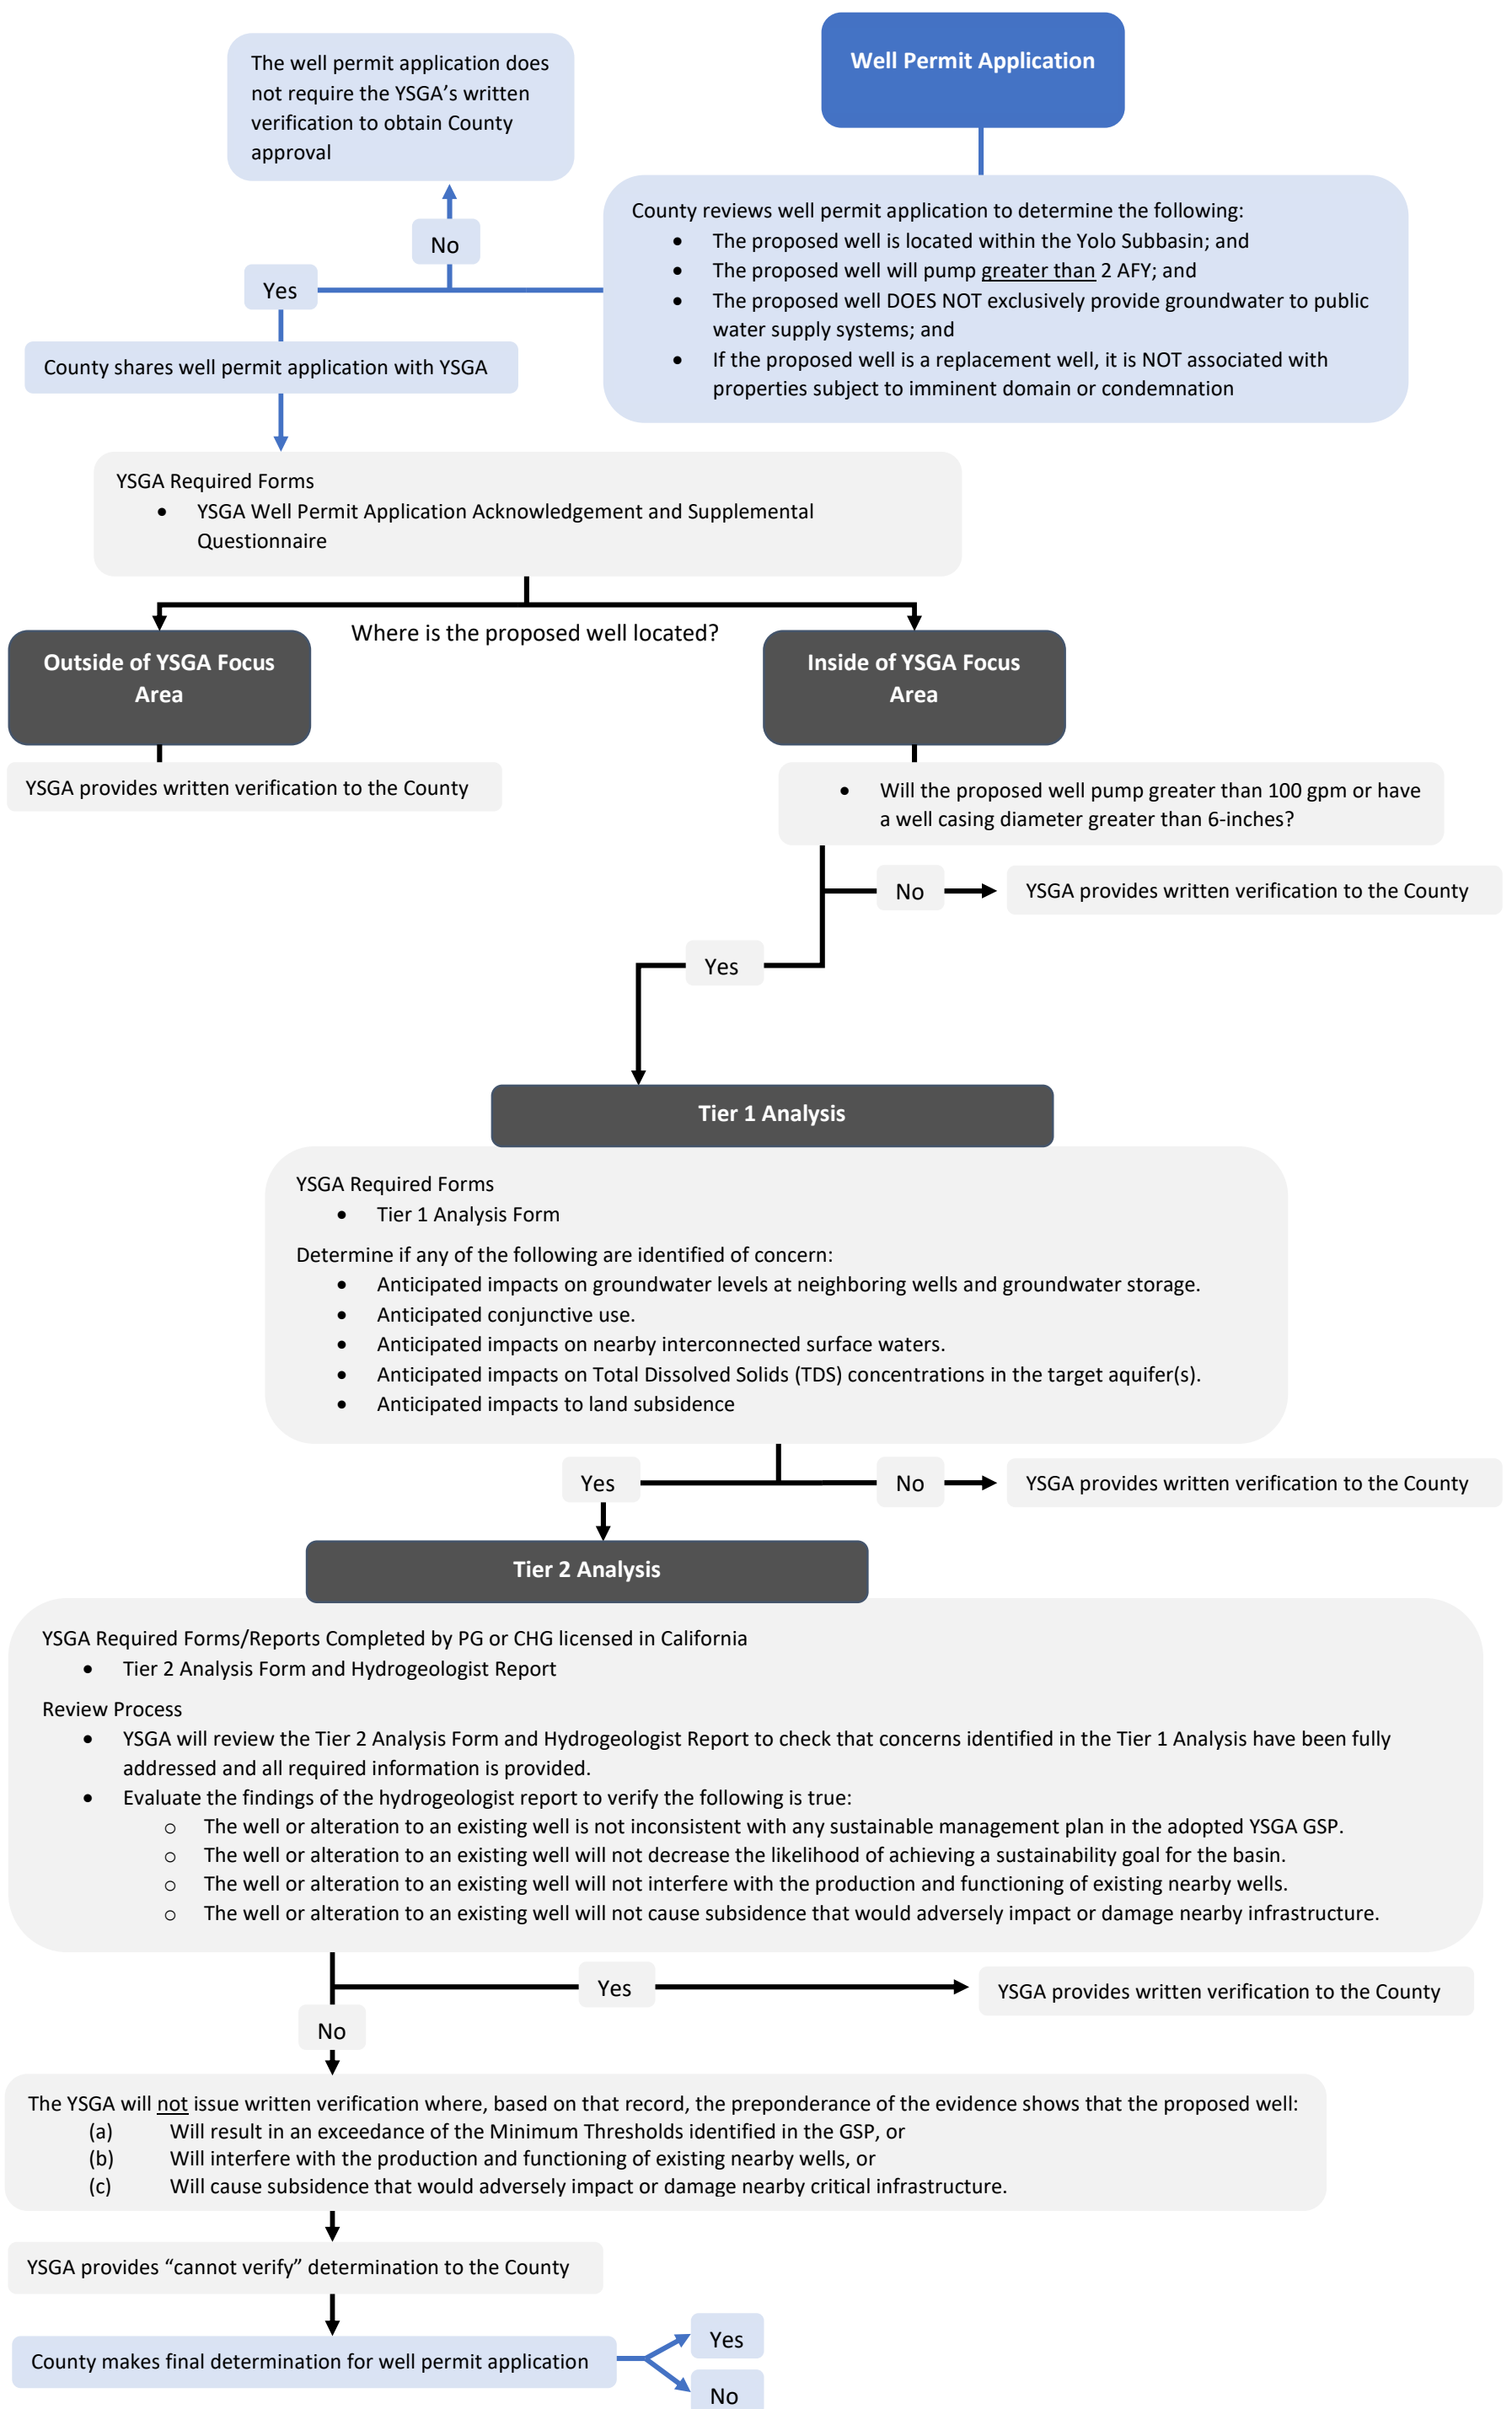 Well Permit Application
The well permit application does
not require the YSGA’s written
verification to obtain County
approval
County reviews well permit application to determine the following:
• The proposed well is located within the Yolo Subbasin; and
• The proposed well will pump greater than 2 AFY; and
• The proposed well DOES NOT exclusively provide groundwater to public
water supply systems; and
• If the proposed well is a replacement well, it is NOT associated with
properties subject to imminent domain or condemnation
No
Yes
County shares well permit application with YSGA
YSGA Required Forms
• YSGA Well Permit Application Acknowledgement and Supplemental
Questionnaire
Where is the proposed well located?
Outside of YSGA Focus
Area
Inside of YSGA Focus
Area
YSGA provides written verification to the County
• Will the proposed well pump greater than 100 gpm or have
a well casing diameter greater than 6-inches?
No
YSGA provides written verification to the County
Yes
Tier 1 Analysis
YSGA Required Forms
• Tier 1 Analysis Form
Determine if any of the following are identified of concern:
• Anticipated impacts on groundwater levels at neighboring wells and groundwater storage.
• Anticipated conjunctive use.
• Anticipated impacts on nearby interconnected surface waters.
• Anticipated impacts on Total Dissolved Solids (TDS) concentrations in the target aquifer(s).
• Anticipated impacts to land subsidence
Yes
No
YSGA provides written verification to the County
Tier 2 Analysis
YSGA Required Forms/Reports Completed by PG or CHG licensed in California
• Tier 2 Analysis Form and Hydrogeologist Report
Review Process
• YSGA will review the Tier 2 Analysis Form and Hydrogeologist Report to check that concerns identified in the Tier 1 Analysis have been fully
addressed and all required information is provided.
• Evaluate the findings of the hydrogeologist report to verify the following is true:
o The well or alteration to an existing well is not inconsistent with any sustainable management plan in the adopted YSGA GSP.
o The well or alteration to an existing well will not decrease the likelihood of achieving a sustainability goal for the basin.
o The well or alteration to an existing well will not interfere with the production and functioning of existing nearby wells.
o The well or alteration to an existing well will not cause subsidence that would adversely impact or damage nearby infrastructure.
Yes
YSGA provides written verification to the County
No
The YSGA will not issue written verification where, based on that record, the preponderance of the evidence shows that the proposed well:
(a) Will result in an exceedance of the Minimum Thresholds identified in the GSP, or
(b) Will interfere with the production and functioning of existing nearby wells, or
(c) Will cause subsidence that would adversely impact or damage nearby critical infrastructure.
YSGA provides “cannot verify” determination to the County
County makes final determination for well permit application
Yes
No